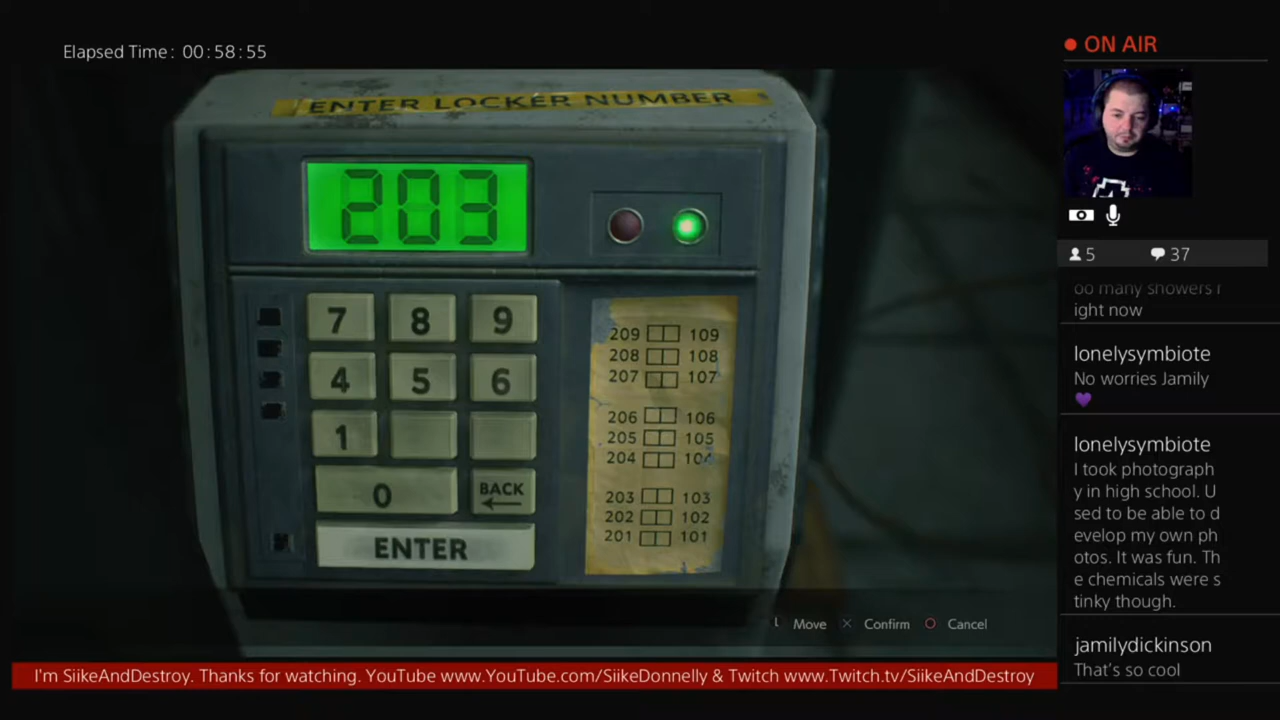 Elapsed Time: 00:58:55
ON AIR
ENTER LOCKER NUMBER
203
7 8 9
4 5 6
1
0 BACK
ENTER
209 109
208 108
207 107
206 106
205 105
204 104
203 103
202 102
201 101
Move Confirm Cancel
I'm SiikeAndDestroy. Thanks for watching. YouTube www.YouTube.com/SiikeDonnelly & Twitch www.Twitch.tv/SiikeAndDestroy
5 37
oo many showers r
ight now
lonelysymbiote
No worries Jamily
lonelysymbiote
I took photograph
y in high school. U
sed to be able to d
evelop my own ph
otos. It was fun. Th
e chemicals were s
tinky though.
jamilydickinson
That's so cool